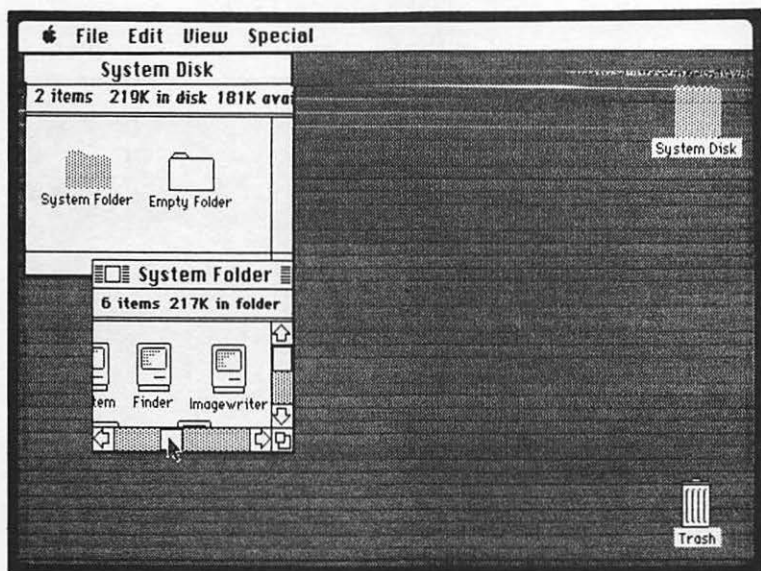 File Edit View Special
System Disk
2 items 219K in disk 181K avai
System Folder Empty Folder
System Folder
6 items 217K in folder
tem Finder Imagewriter
System Disk
Trash